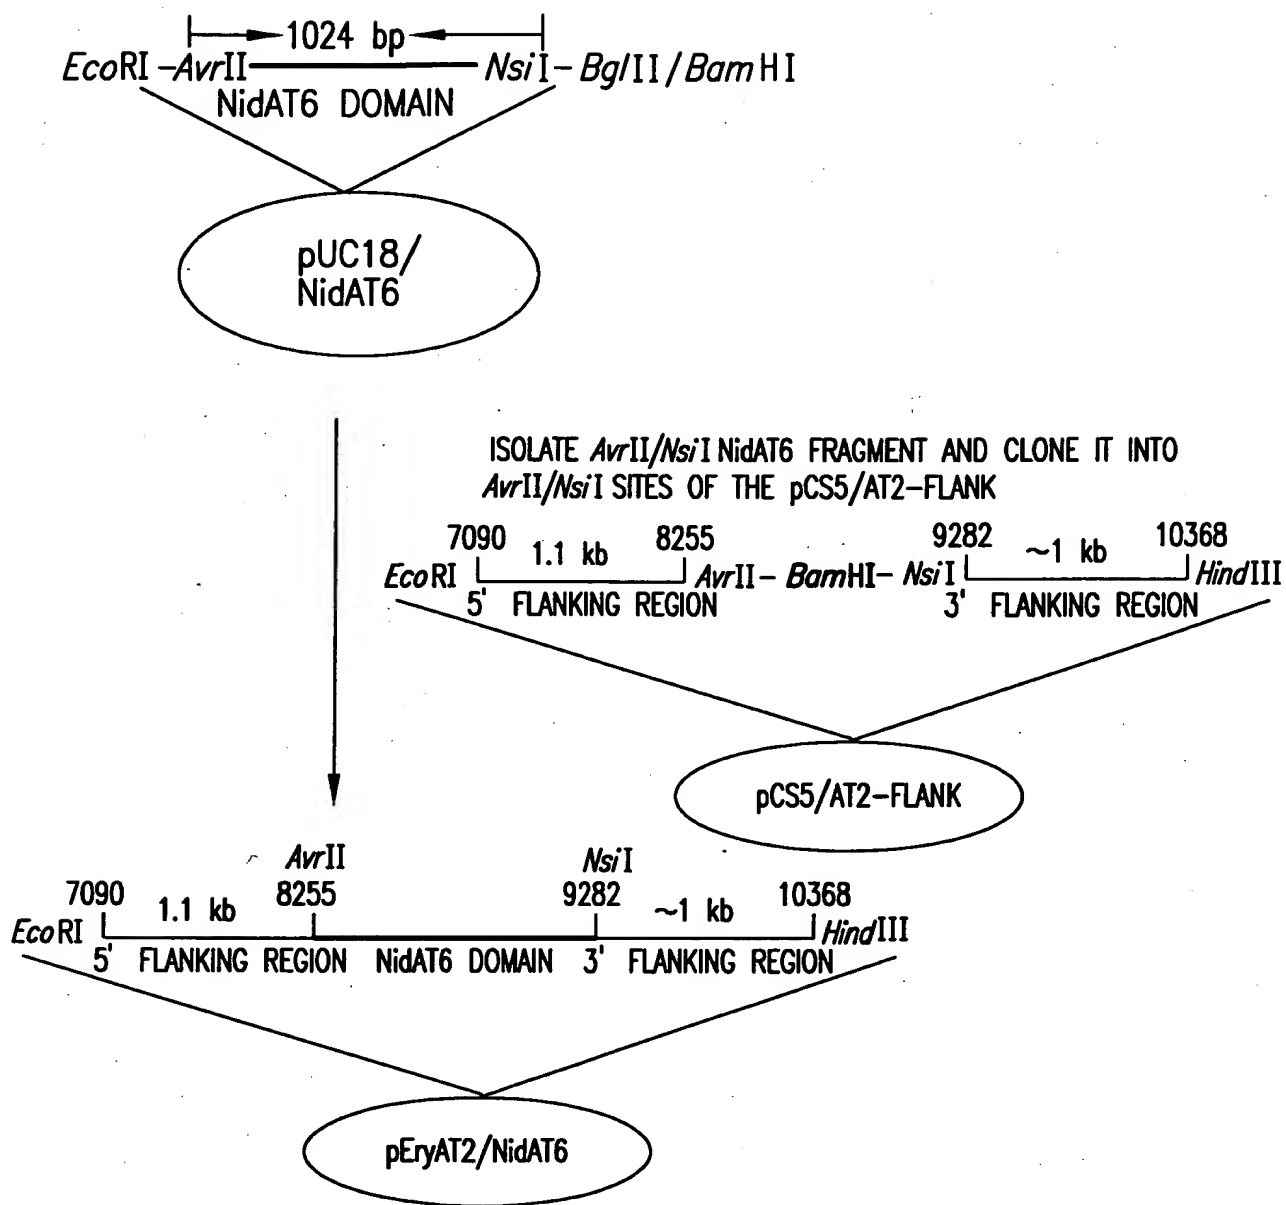 1024 bp
EcoRI-AvrII NsiI-BglII/BamHI
NidAT6 DOMAIN
pUC18/
NidAT6
ISOLATE AvrII/NsiI NidAT6 FRAGMENT AND CLONE IT INTO
AvrII/NsiI SITES OF THE pCS5/AT2-FLANK
7090 1.1 kb 8255 9282 ~1 kb 10368
EcoRI AvrII-BamHI-NsiI HindIII
5' FLANKING REGION 3' FLANKING REGION
pCS5/AT2-FLANK
AvrII NsiI
7090 1.1 kb 8255 9282 ~1 kb 10368
EcoRI HindIII
5' FLANKING REGION NidAT6 DOMAIN 3' FLANKING REGION
pEryAT2/NidAT6